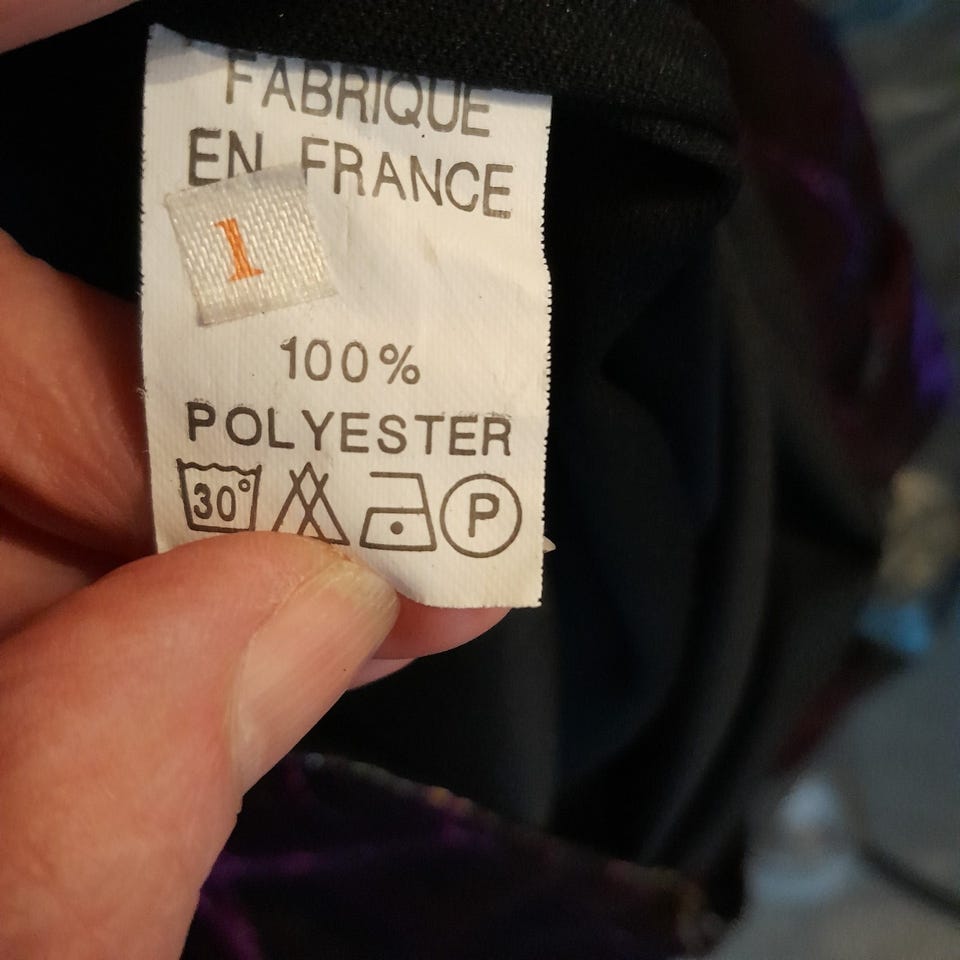 FABRIQUE
EN FRANCE
1
100%
POLYESTER
30° P